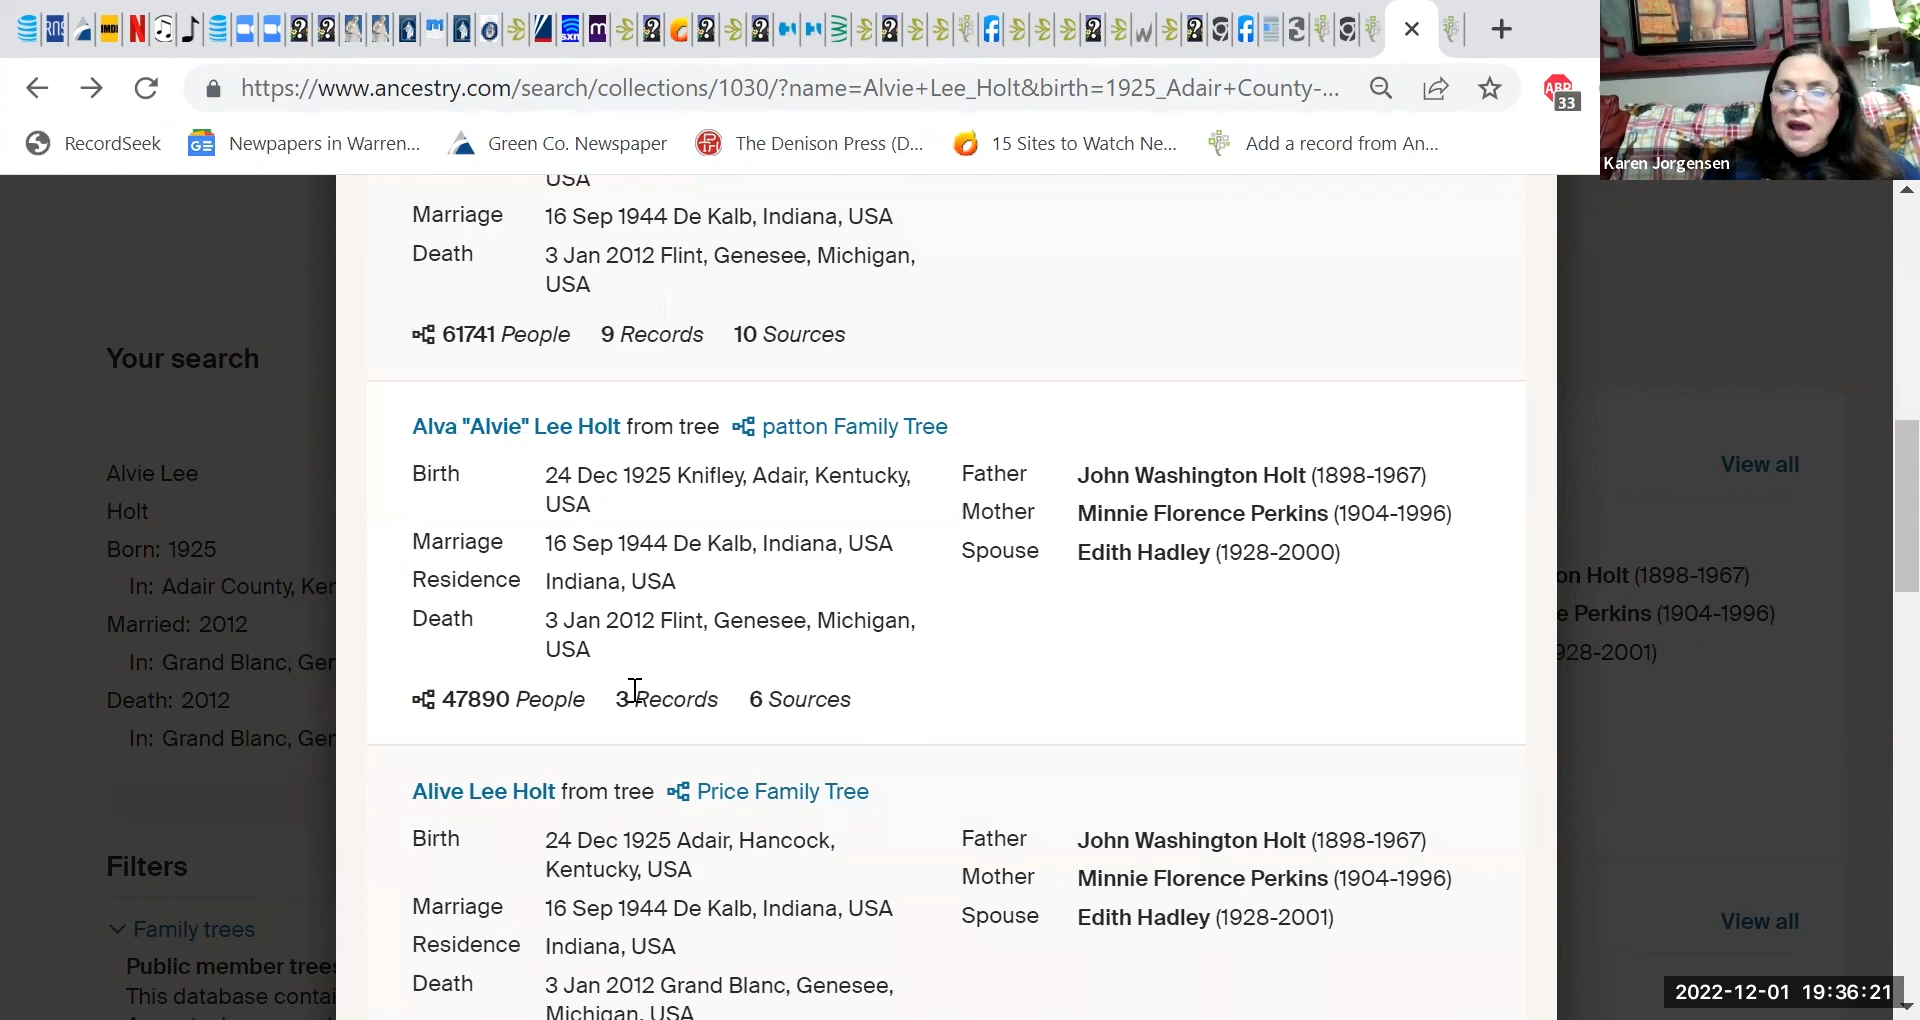 https://www.ancestry.com/search/collections/1030/?name=Alvie+Lee_Holt&birth=1925_Adair+County-...
ABP
33
RecordSeek
Newpapers in Warren...
Green Co. Newspaper
The Denison Press (D...
15 Sites to Watch Ne...
Add a record from An...
Karen Jorgensen
USA
Marriage 16 Sep 1944 De Kalb, Indiana, USA
Death 3 Jan 2012 Flint, Genesee, Michigan,
USA
61741 People 9 Records 10 Sources
Your search
Alvie Lee
Holt
Born: 1925
In: Adair County, Ker
Married: 2012
In: Grand Blanc, Ger
Death: 2012
In: Grand Blanc, Ger
Filters
Family trees
Public member trees
This database contai
Alva "Alvie" Lee Holt from tree patton Family Tree
Birth 24 Dec 1925 Knifley, Adair, Kentucky,
USA
Marriage 16 Sep 1944 De Kalb, Indiana, USA
Residence Indiana, USA
Death 3 Jan 2012 Flint, Genesee, Michigan,
USA
Father John Washington Holt (1898-1967)
Mother Minnie Florence Perkins (1904-1996)
Spouse Edith Hadley (1928-2000)
47890 People 3 Records 6 Sources
Alive Lee Holt from tree Price Family Tree
Birth 24 Dec 1925 Adair, Hancock,
Kentucky, USA
Marriage 16 Sep 1944 De Kalb, Indiana, USA
Residence Indiana, USA
Death 3 Jan 2012 Grand Blanc, Genesee,
Michigan, USA
Father John Washington Holt (1898-1967)
Mother Minnie Florence Perkins (1904-1996)
Spouse Edith Hadley (1928-2001)
View all
on Holt (1898-1967)
e Perkins (1904-1996)
928-2001)
View all
2022-12-01 19:36:21